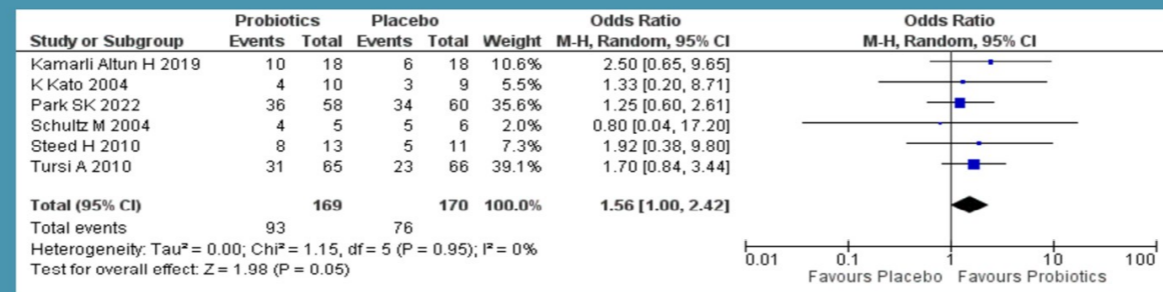 Probiotics Placebo Odds Ratio Odds Ratio
Study or Subgroup Events Total Events Total Weight M-H, Random, 95% CI M-H, Random, 95% CI
Kamarli Altun H 2019 10 18 6 18 10.6% 2.50 [0.65, 9.65]
K Kato 2004 4 10 3 9 5.5% 1.33 [0.20, 8.71]
Park SK 2022 36 58 34 60 35.6% 1.25 [0.60, 2.61]
Schultz M 2004 4 5 5 6 2.0% 0.80 [0.04, 17.20]
Steed H 2010 8 13 5 11 7.3% 1.92 [0.38, 9.80]
Tursi A 2010 31 65 23 66 39.1% 1.70 [0.84, 3.44]
Total (95% CI) 169 170 100.0% 1.56 [1.00, 2.42]
Total events 93 76
Heterogeneity: Tau² = 0.00; Chi² = 1.15, df = 5 (P = 0.95); I² = 0%
Test for overall effect: Z = 1.98 (P = 0.05)
0.01 0.1 1 10 100
Favours Placebo Favours Probiotics